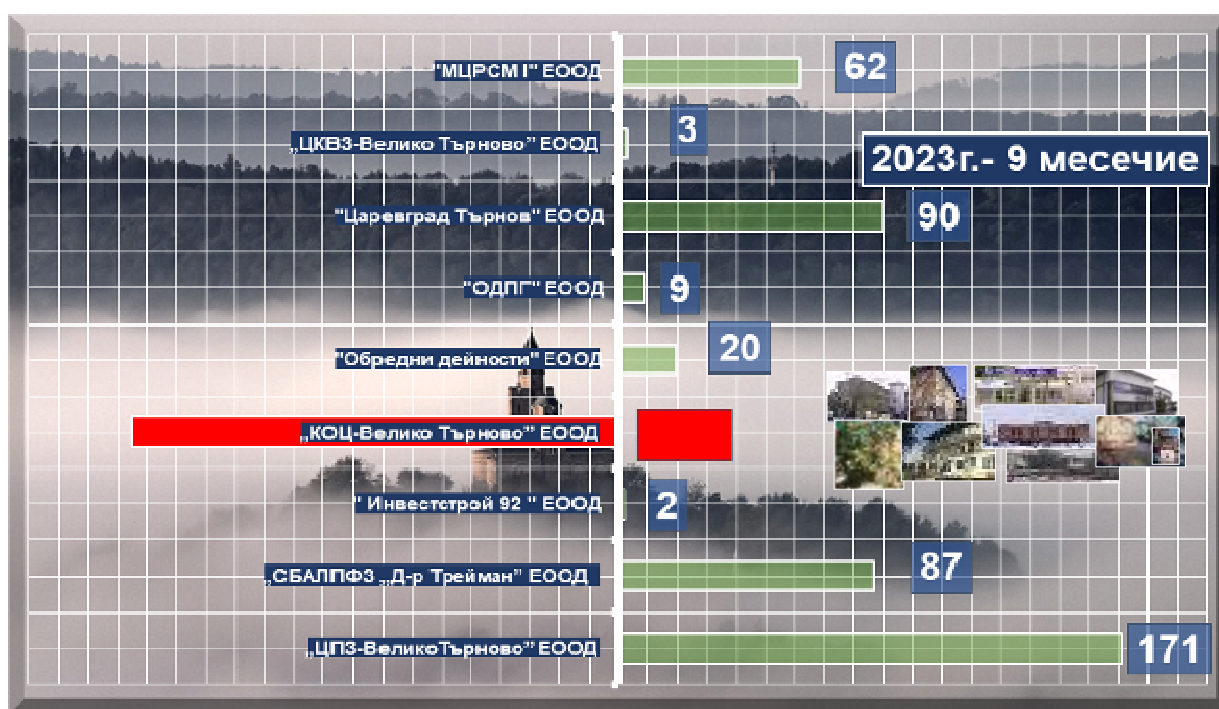 "МЦРСМ I" ЕООД
62
„ЦКВЗ-Велико Търново” ЕООД
3
2023г.- 9 месечие
"Царевград Търнов" ЕООД
90
"ОДПГ" ЕООД
9
"Обредни дейности" ЕООД
20
„КОЦ-Велико Търново” ЕООД
" Инвестстрой 92 " ЕООД
2
„СБАЛПФЗ „Д-р Трейман” ЕООД
87
„ЦПЗ-ВеликоТърново” ЕООД
171